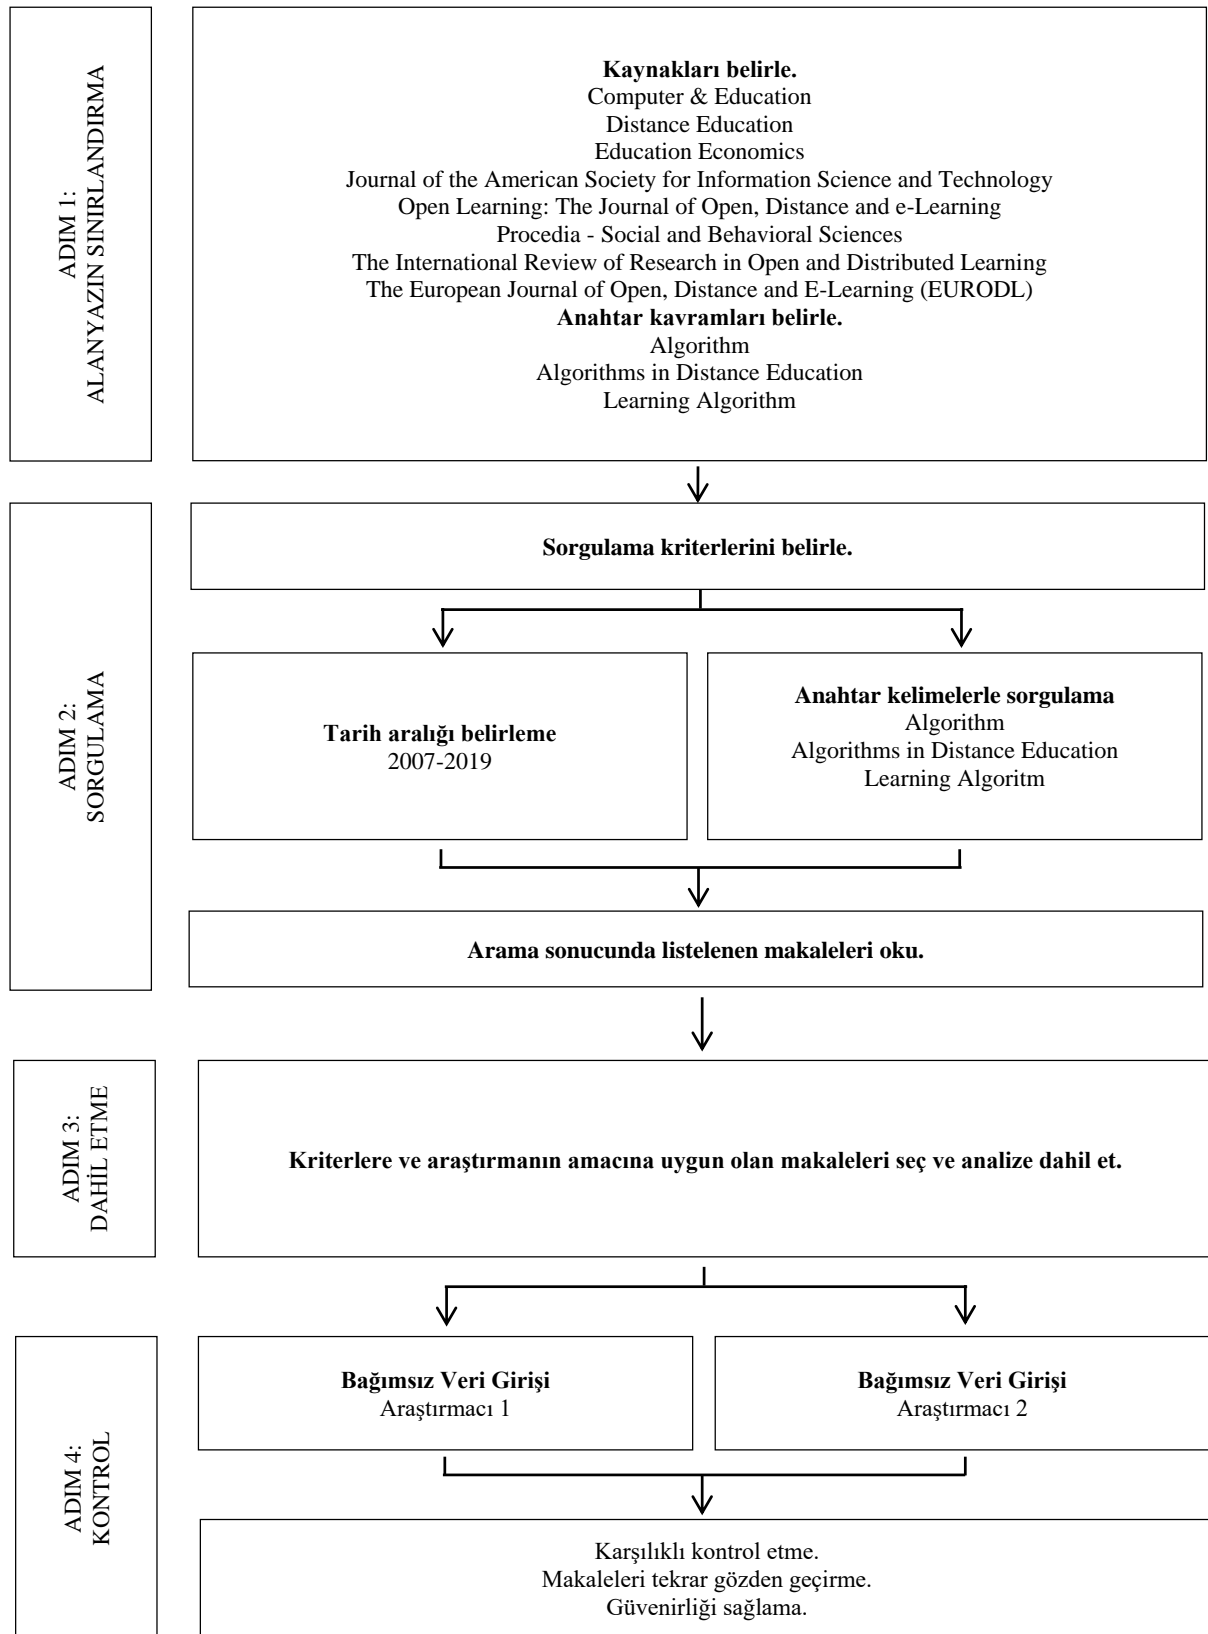 ADIM 1:
ALANYAZIN SINIRLANDIRMA
Kaynakları belirle.
Computer & Education
Distance Education
Education Economics
Journal of the American Society for Information Science and Technology
Open Learning: The Journal of Open, Distance and e-Learning
Procedia - Social and Behavioral Sciences
The International Review of Research in Open and Distributed Learning
The European Journal of Open, Distance and E-Learning (EURODL)
Anahtar kavramları belirle.
Algorithm
Algorithms in Distance Education
Learning Algorithm
ADIM 2:
SORGULAMA
Sorgulama kriterlerini belirle.
Tarih aralığı belirleme
2007-2019
Anahtar kelimelerle sorgulama
Algorithm
Algorithms in Distance Education
Learning Algoritm
Arama sonucunda listelenen makaleleri oku.
ADIM 3:
DAHİL ETME
Kriterlere ve araştırmanın amacına uygun olan makaleleri seç ve analize dahil et.
ADIM 4:
KONTROL
Bağımsız Veri Girişi
Araştırmacı 1
Bağımsız Veri Girişi
Araştırmacı 2
Karşılıklı kontrol etme.
Makaleleri tekrar gözden geçirme.
Güvenirliği sağlama.